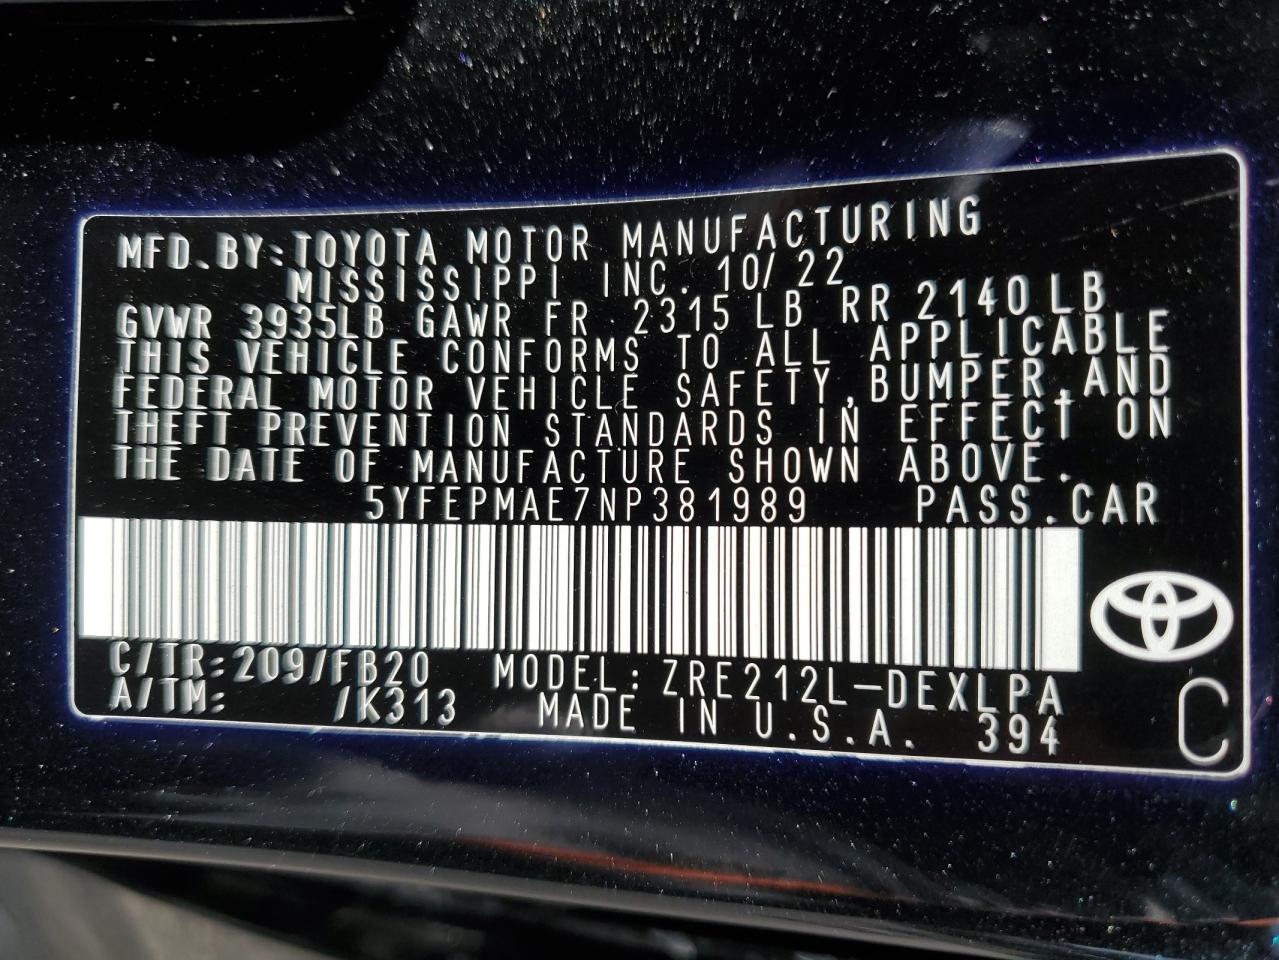 MFD. BY: TOYOTA MOTOR MANUFACTURING
MISSISSIPPI INC. 10/22
GVWR 3935LB GAWR FR 2315 LB RR 2140LB
THIS VEHICLE CONFORMS TO ALL APPLICABLE
FEDERAL MOTOR VEHICLE SAFETY, BUMPER, AND
THEFT PREVENTION STANDARDS IN EFFECT ON
THE DATE OF MANUFACTURE SHOWN ABOVE.
5YFEPMAE7NP381989 PASS. CAR
C/TR: 209/FB20 MODEL: ZRE212L-DEXLPA
A/TM: /K313 MADE IN U.S.A. 394
C